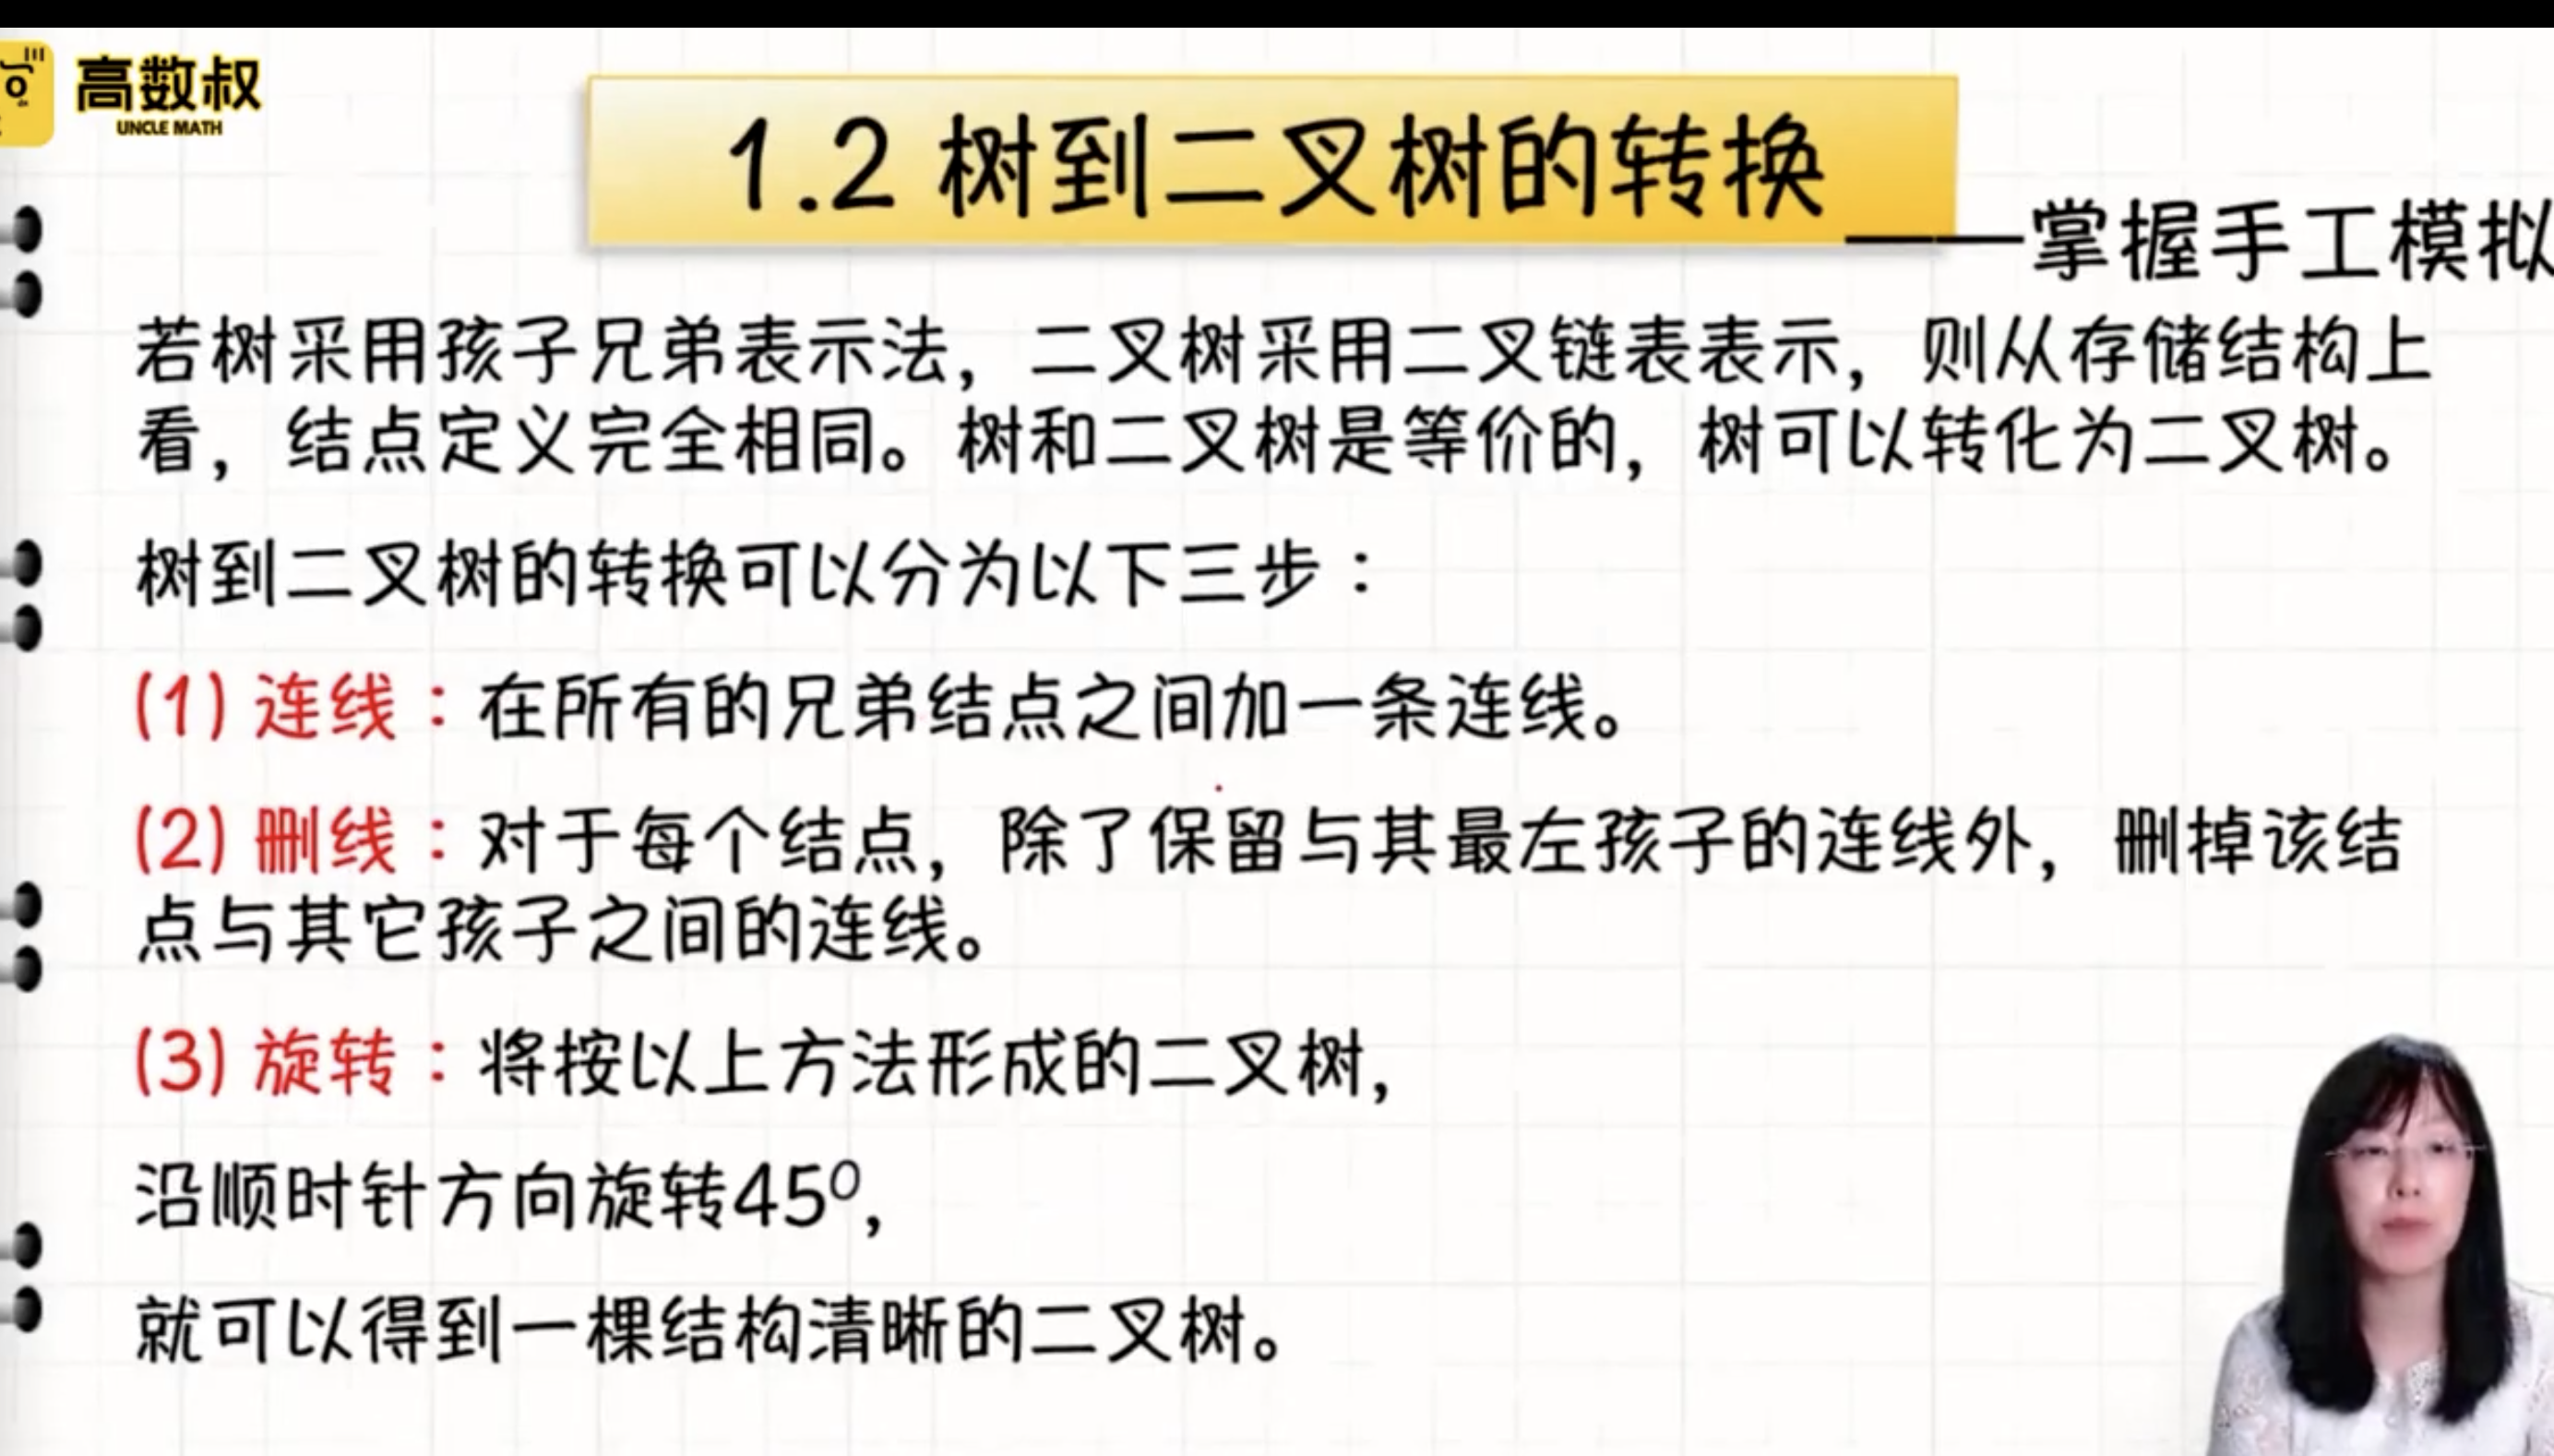 高数叔
UNCLE MATH
1.2 树到二叉树的转换
——掌握手工模拟
若树采用孩子兄弟表示法，二叉树采用二叉链表表示，则从存储结构上
看，结点定义完全相同。树和二叉树是等价的，树可以转化为二叉树。
树到二叉树的转换可以分为以下三步：
(1) 连线：在所有的兄弟结点之间加一条连线。
(2) 删线：对于每个结点，除了保留与其最左孩子的连线外，删掉该结
点与其它孩子之间的连线。
(3) 旋转：将按以上方法形成的二叉树，
沿顺时针方向旋转45⁰，
就可以得到一棵结构清晰的二叉树。